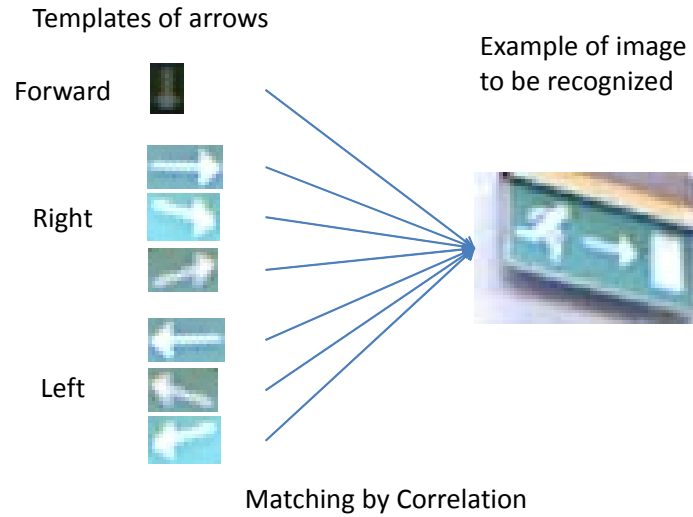 Templates of arrows
Example of image
to be recognized
Forward
Right
Left
Matching by Correlation